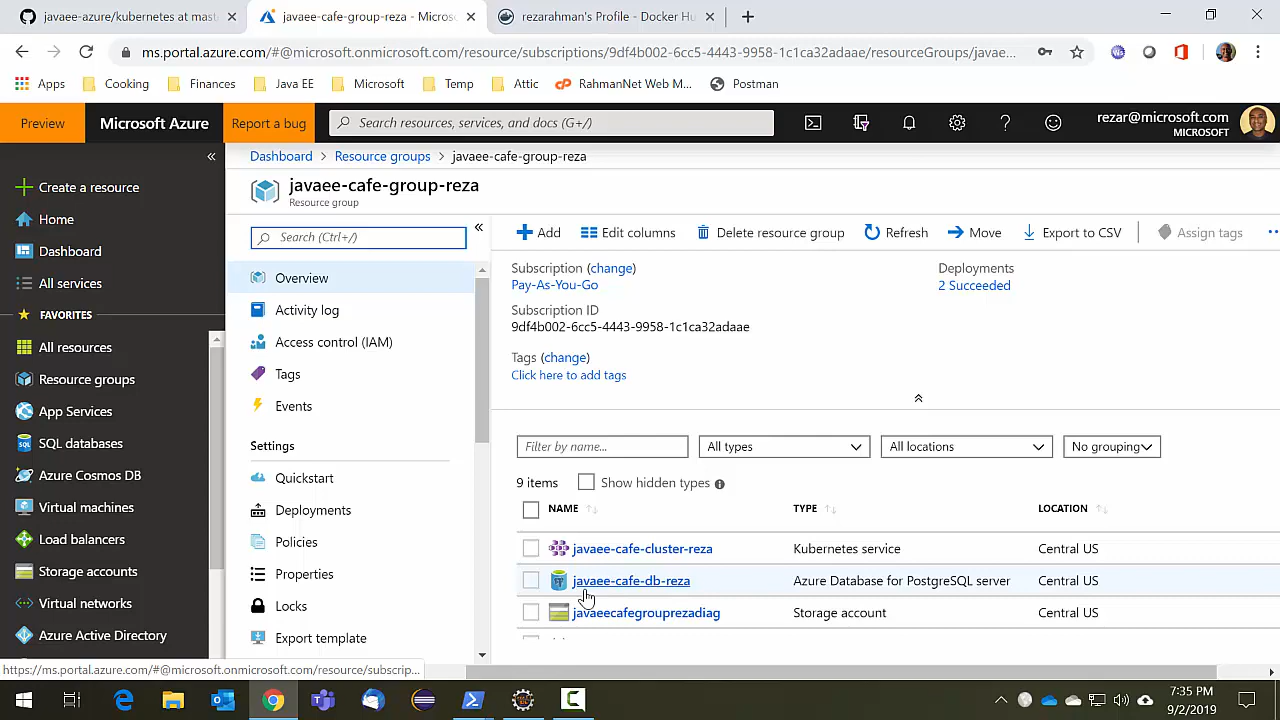 javaee-azure/kubernetes at mast
javaee-cafe-group-reza - Micros
rezarahman's Profile - Docker Hu
ms.portal.azure.com/#@microsoft.onmicrosoft.com/resource/subscriptions/9df4b002-6cc5-4443-9958-1c1ca32adaae/resourceGroups/javae...
Apps
Cooking
Finances
Java EE
Microsoft
Temp
Attic
RahmanNet Web M...
Postman
Preview
Microsoft Azure
Report a bug
Search resources, services, and docs (G+/)
rezar@microsoft.com
MICROSOFT
Create a resource
Home
Dashboard
All services
FAVORITES
All resources
Resource groups
App Services
SQL databases
Azure Cosmos DB
Virtual machines
Load balancers
Storage accounts
Virtual networks
Azure Active Directory
Dashboard > Resource groups > javaee-cafe-group-reza
javaee-cafe-group-reza
Resource group
Search (Ctrl+/)
Overview
Activity log
Access control (IAM)
Tags
Events
Settings
Quickstart
Deployments
Policies
Properties
Locks
Export template
Add
Edit columns
Delete resource group
Refresh
Move
Export to CSV
Assign tags
Subscription (change)
Pay-As-You-Go
Deployments
2 Succeeded
Subscription ID
9df4b002-6cc5-4443-9958-1c1ca32adaae
Tags (change)
Click here to add tags
Filter by name...
All types
All locations
No grouping
9 items
Show hidden types
NAME
TYPE
LOCATION
javaee-cafe-cluster-reza
Kubernetes service
Central US
javaee-cafe-db-reza
Azure Database for PostgreSQL server
Central US
javaeecafegrouprezadiag
Storage account
Central US
https://ms.portal.azure.com/#@microsoft.onmicrosoft.com/resource/subscrip...
7:35 PM
9/2/2019